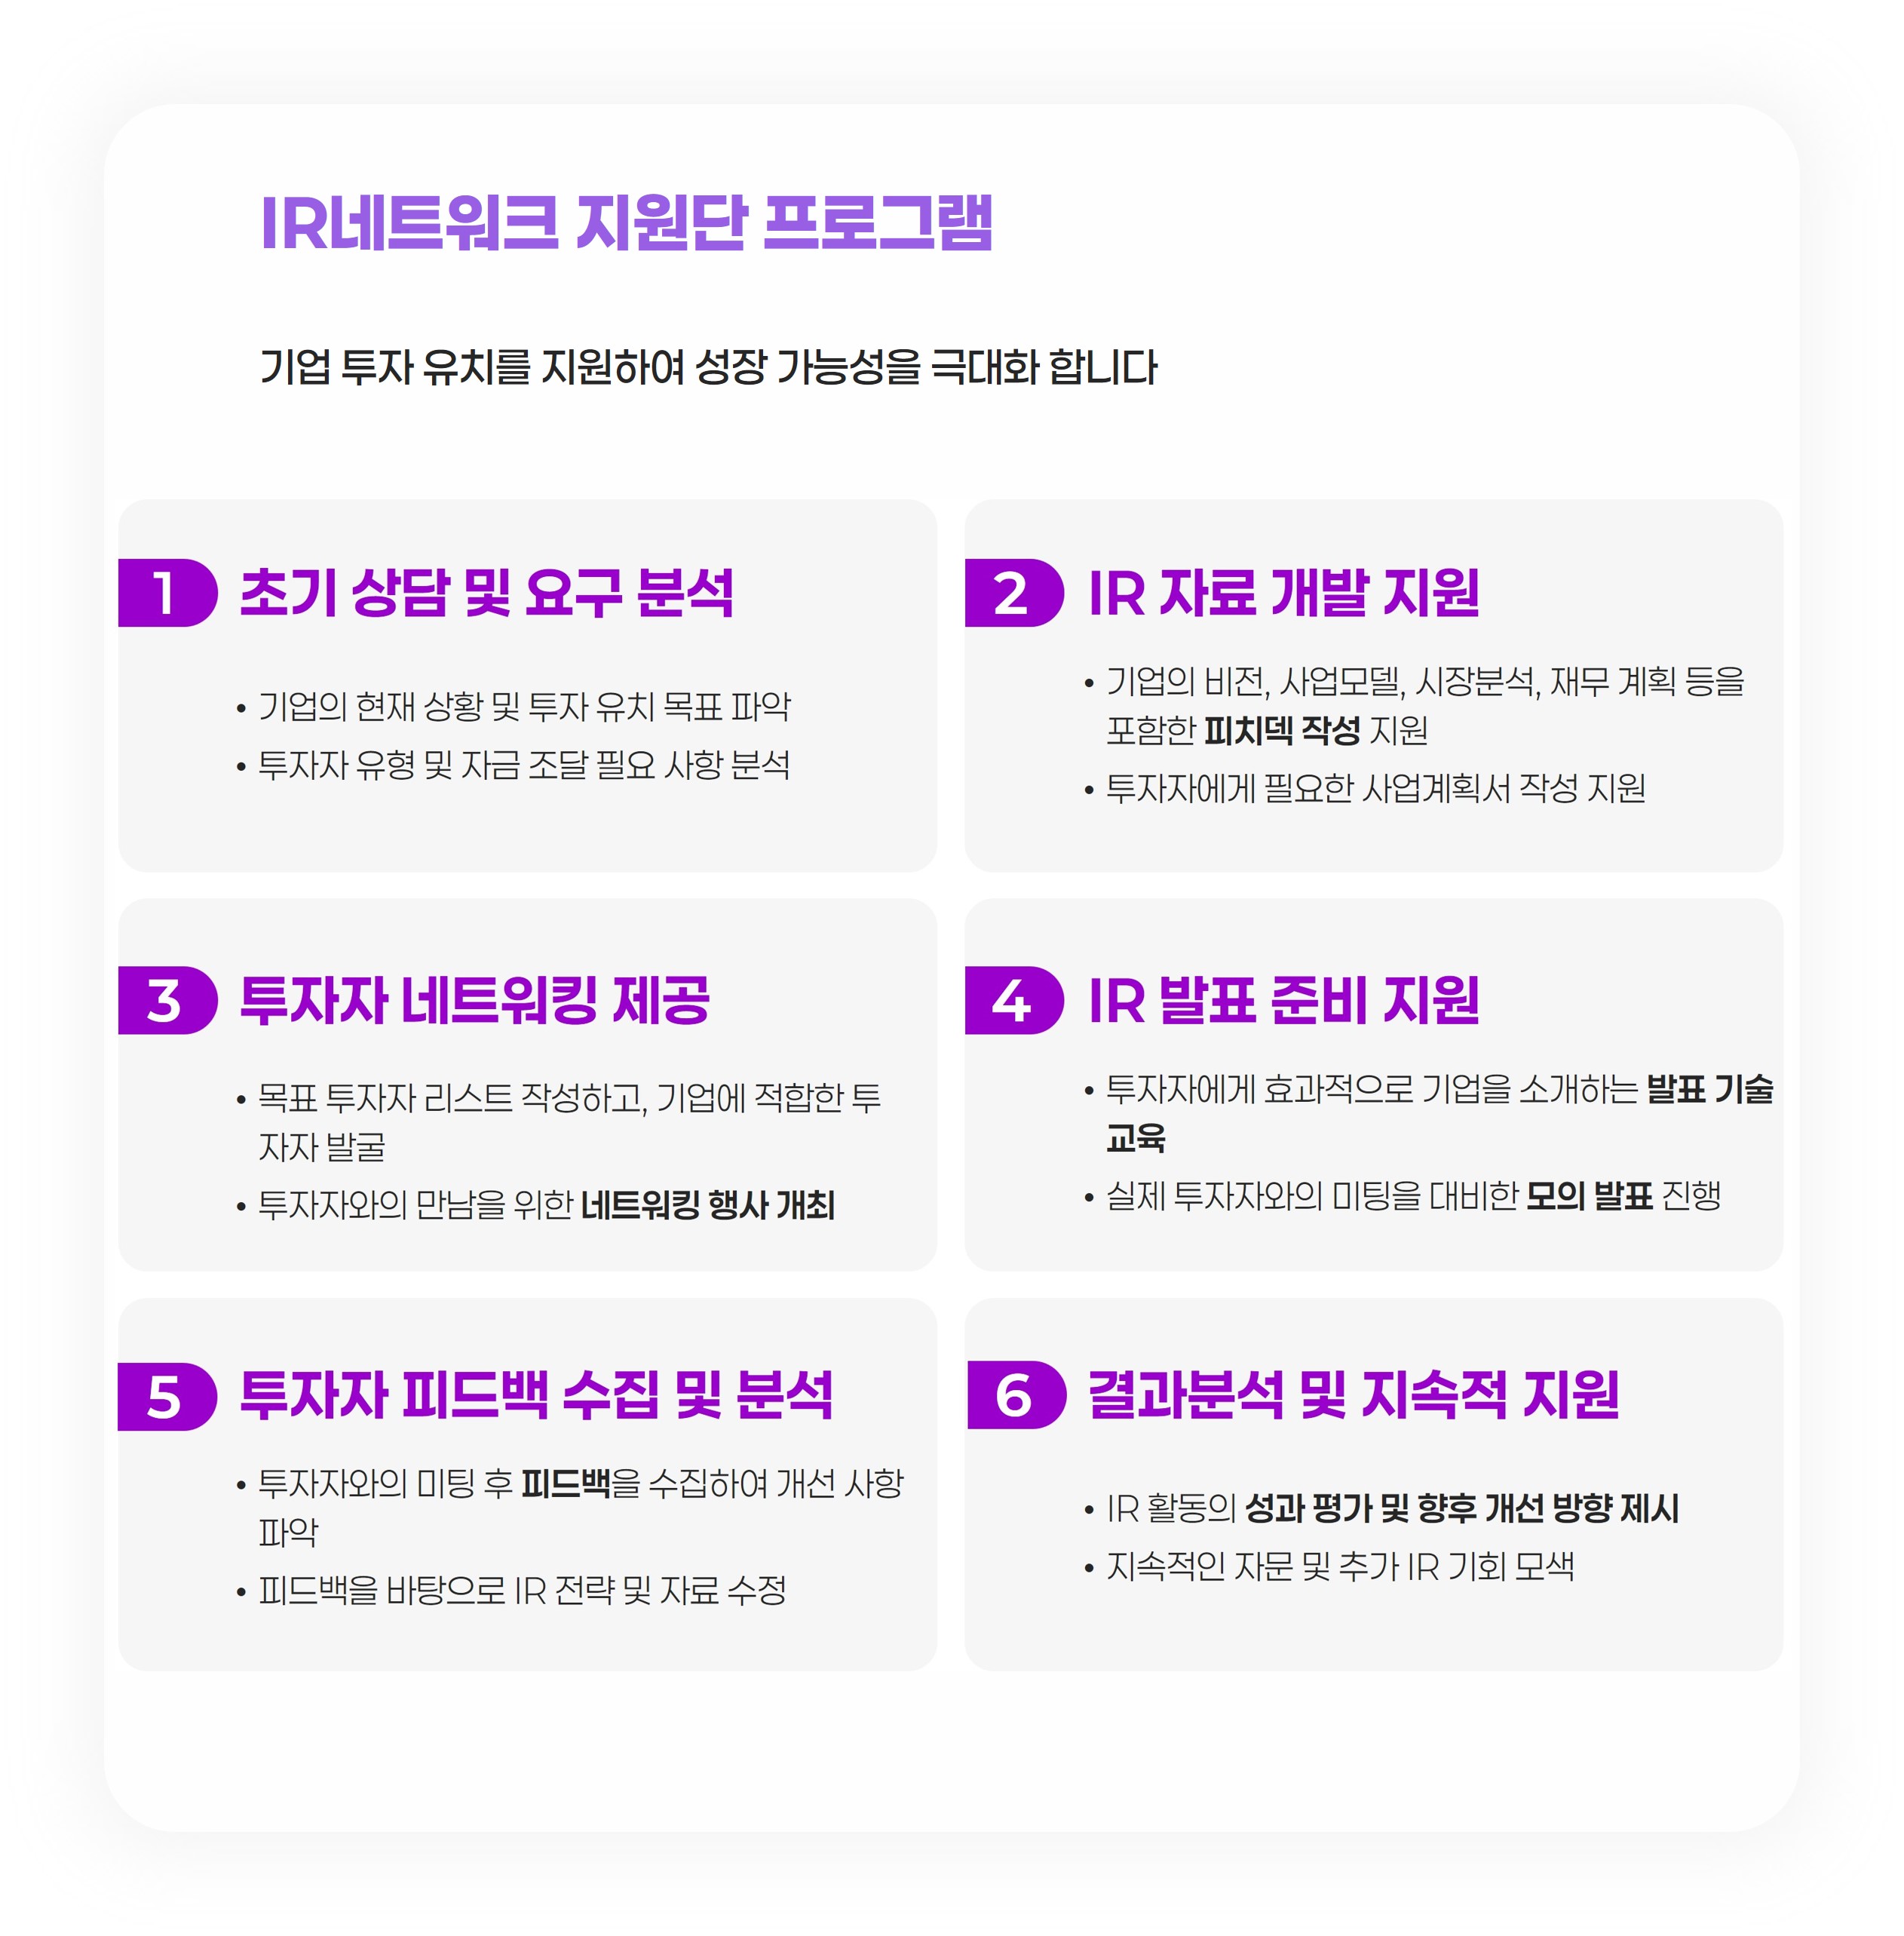 IR네트워크 지원단 프로그램
기업 투자 유치를 지원하여 성장 가능성을 극대화 합니다
1 초기 상담 및 요구 분석
• 기업의 현재 상황 및 투자 유치 목표 파악
• 투자자 유형 및 자금 조달 필요 사항 분석
2 IR 자료 개발 지원
• 기업의 비전, 사업모델, 시장분석, 재무 계획 등을
포함한 피치덱 작성 지원
• 투자자에게 필요한 사업계획서 작성 지원
3 투자자 네트워킹 제공
• 목표 투자자 리스트 작성하고, 기업에 적합한 투
자자 발굴
• 투자자와의 만남을 위한 네트워킹 행사 개최
4 IR 발표 준비 지원
• 투자자에게 효과적으로 기업을 소개하는 발표 기술
교육
• 실제 투자자와의 미팅을 대비한 모의 발표 진행
5 투자자 피드백 수집 및 분석
• 투자자와의 미팅 후 피드백을 수집하여 개선 사항
파악
• 피드백을 바탕으로 IR 전략 및 자료 수정
6 결과분석 및 지속적 지원
• IR 활동의 성과 평가 및 향후 개선 방향 제시
• 지속적인 자문 및 추가 IR 기회 모색